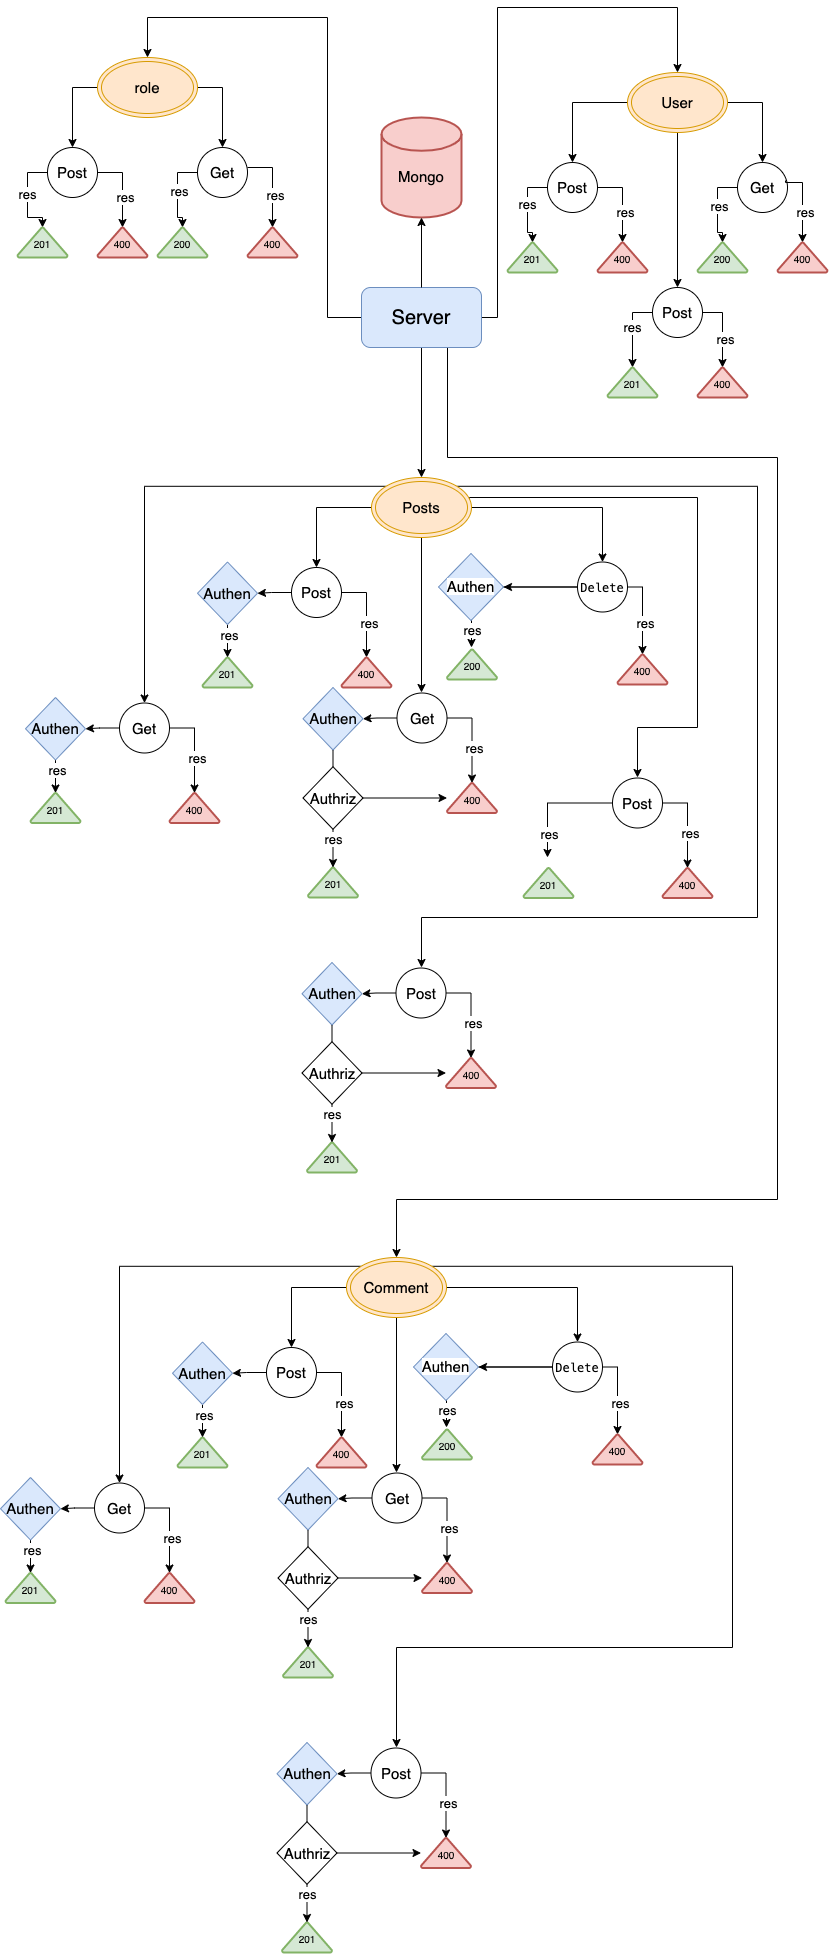 role
User
Mongo
Post
Get
Post
Get
res
res
res
res
res
res
res
res
201
400
200
400
201
400
200
400
Server
Post
res
res
201
400
Posts
Authen
Post
Authen
Delete
res
res
res
res
201
400
200
400
Authen
Get
Authen
Get
res
res
res
201
400
Authriz
400
Post
res
res
res
201
201
400
Authen
Post
res
Authriz
400
res
201
Comment
Authen
Post
Authen
Delete
res
res
res
res
201
400
200
400
Authen
Get
Authen
Get
res
res
res
201
400
Authriz
400
res
201
Authen
Post
res
Authriz
400
res
201